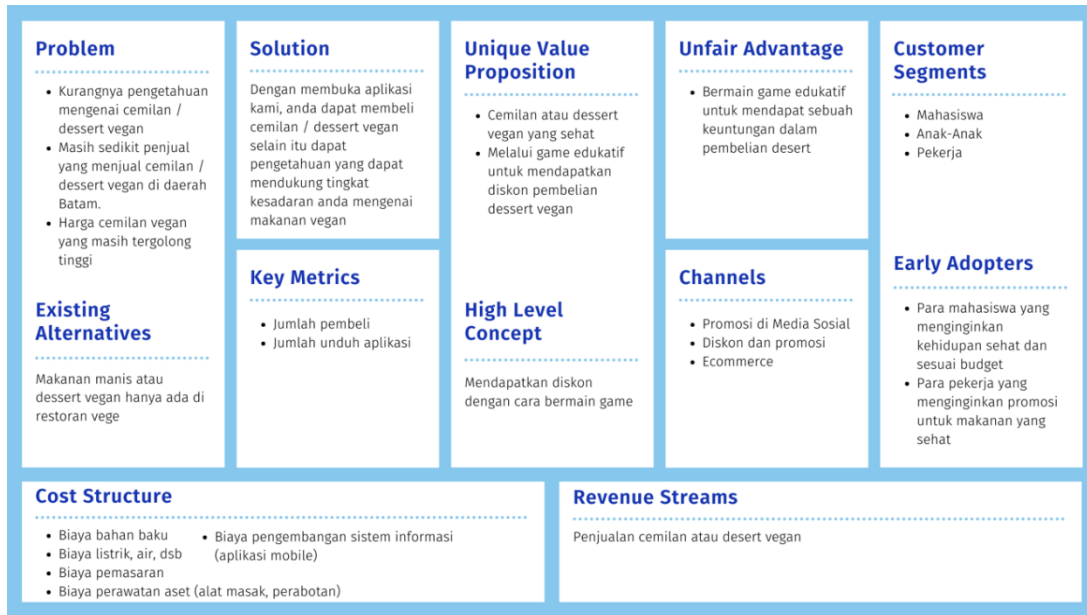 Problem
• Kurangnya pengetahuan
mengenai cemilan /
dessert vegan
• Masih sedikit penjual
yang menjual cemilan /
dessert vegan di daerah
Batam.
• Harga cemilan vegan
yang masih tergolong
tinggi
Existing
Alternatives
Makanan manis atau
dessert vegan hanya ada di
restoran vege
Solution
Dengan membuka aplikasi
kami, anda dapat membeli
cemilan / dessert vegan
selain itu dapat
pengetahuan yang dapat
mendukung tingkat
kesadaran anda mengenai
makanan vegan
Key Metrics
• Jumlah pembeli
• Jumlah unduh aplikasi
Unique Value
Proposition
• Cemilan atau dessert
vegan yang sehat
• Melalui game edukatif
untuk mendapatkan
diskon pembelian
dessert vegan
High Level
Concept
Mendapatkan diskon
dengan cara bermain game
Unfair Advantage
• Bermain game edukatif
untuk mendapat sebuah
keuntungan dalam
pembelian desert
Channels
• Promosi di Media Sosial
• Diskon dan promosi
• Ecommerce
Customer
Segments
• Mahasiswa
• Anak-Anak
• Pekerja
Early Adopters
• Para mahasiswa yang
menginginkan
kehidupan sehat dan
sesuai budget
• Para pekerja yang
menginginkan promosi
untuk makanan yang
sehat
Cost Structure
• Biaya bahan baku
• Biaya listrik, air, dsb
• Biaya pemasaran
• Biaya perawatan aset (alat masak, perabotan)
• Biaya pengembangan sistem informasi
(aplikasi mobile)
Revenue Streams
Penjualan cemilan atau desert vegan